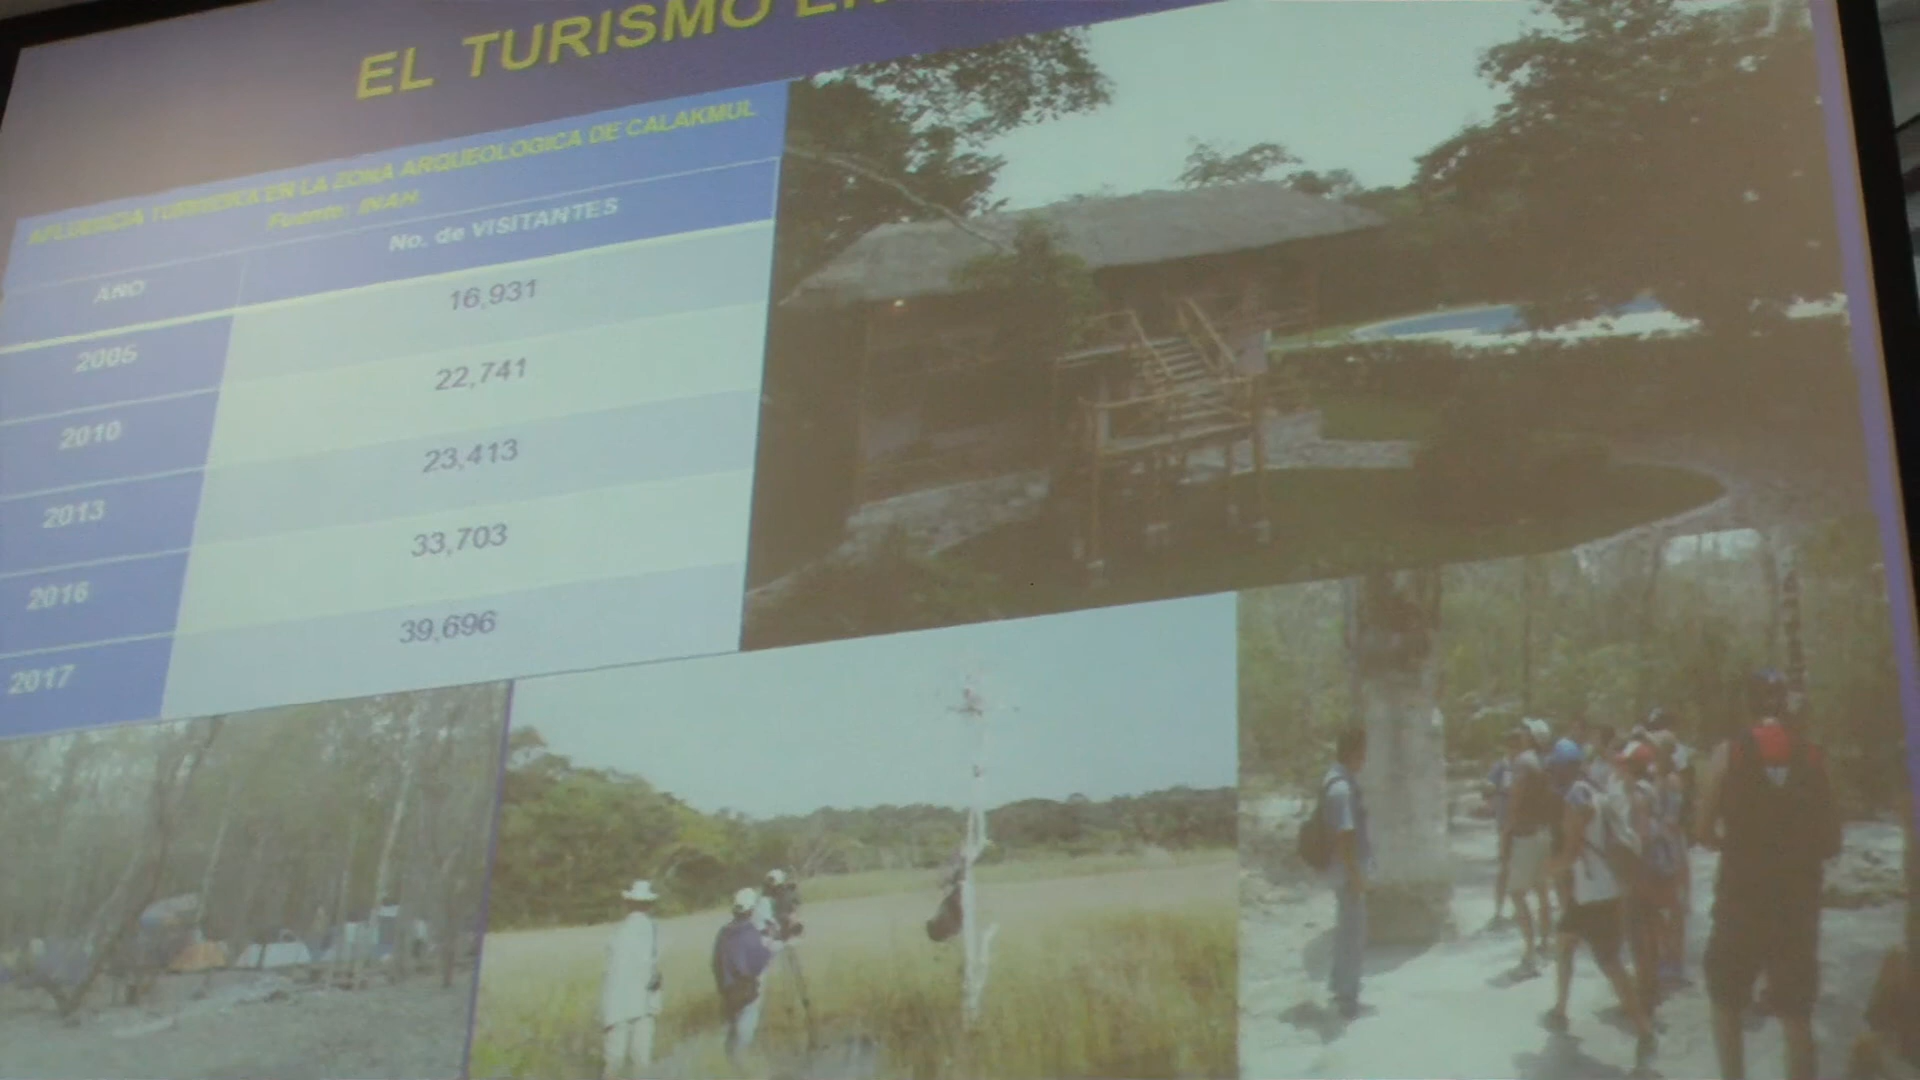 EL TURISMO EN
AFLUENCIA TURISTICA EN LA ZONA ARQUEOLOGICA DE CALAKMUL
Fuente: INAH
AÑO No. de VISITANTES
2005 16,931
2010 22,741
2013 23,413
2016 33,703
2017 39,696